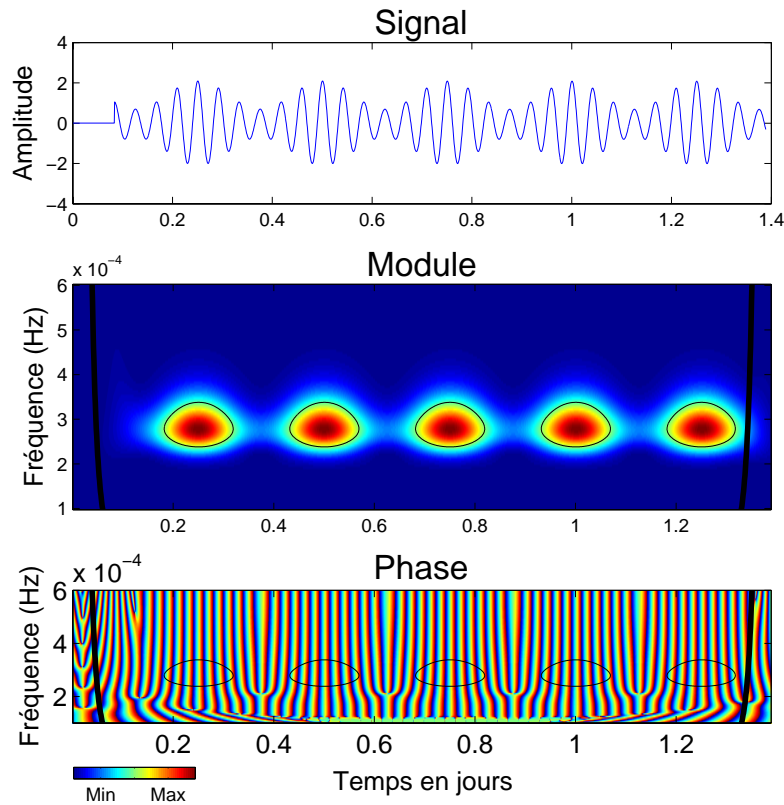 Signal
4
2
0
−2
−4
Amplitude
0 0.2 0.4 0.6 0.8 1 1.2 1.4
x 10−4
Module
6
5
4
3
2
1
Fréquence (Hz)
0.2 0.4 0.6 0.8 1 1.2
x 10−4
Phase
6
4
2
Fréquence (Hz)
0.2 0.4 0.6 0.8 1 1.2
Min Max
Temps en jours